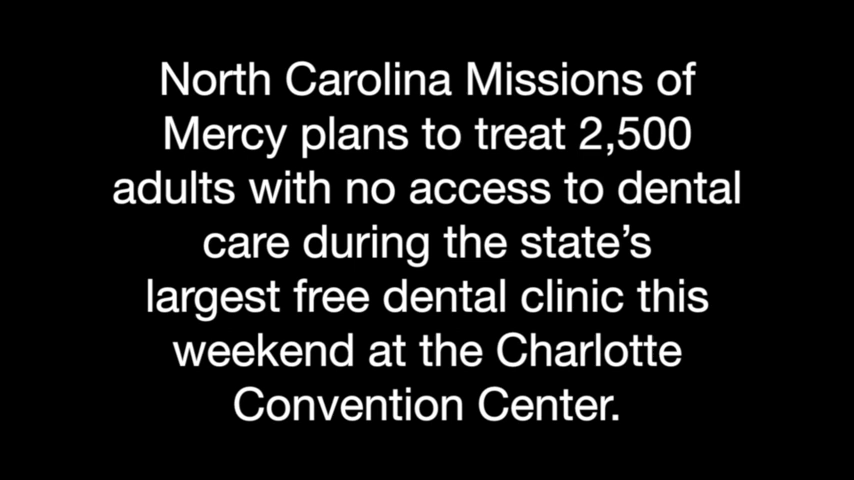 North Carolina Missions of
Mercy plans to treat 2,500
adults with no access to dental
care during the state’s
largest free dental clinic this
weekend at the Charlotte
Convention Center.